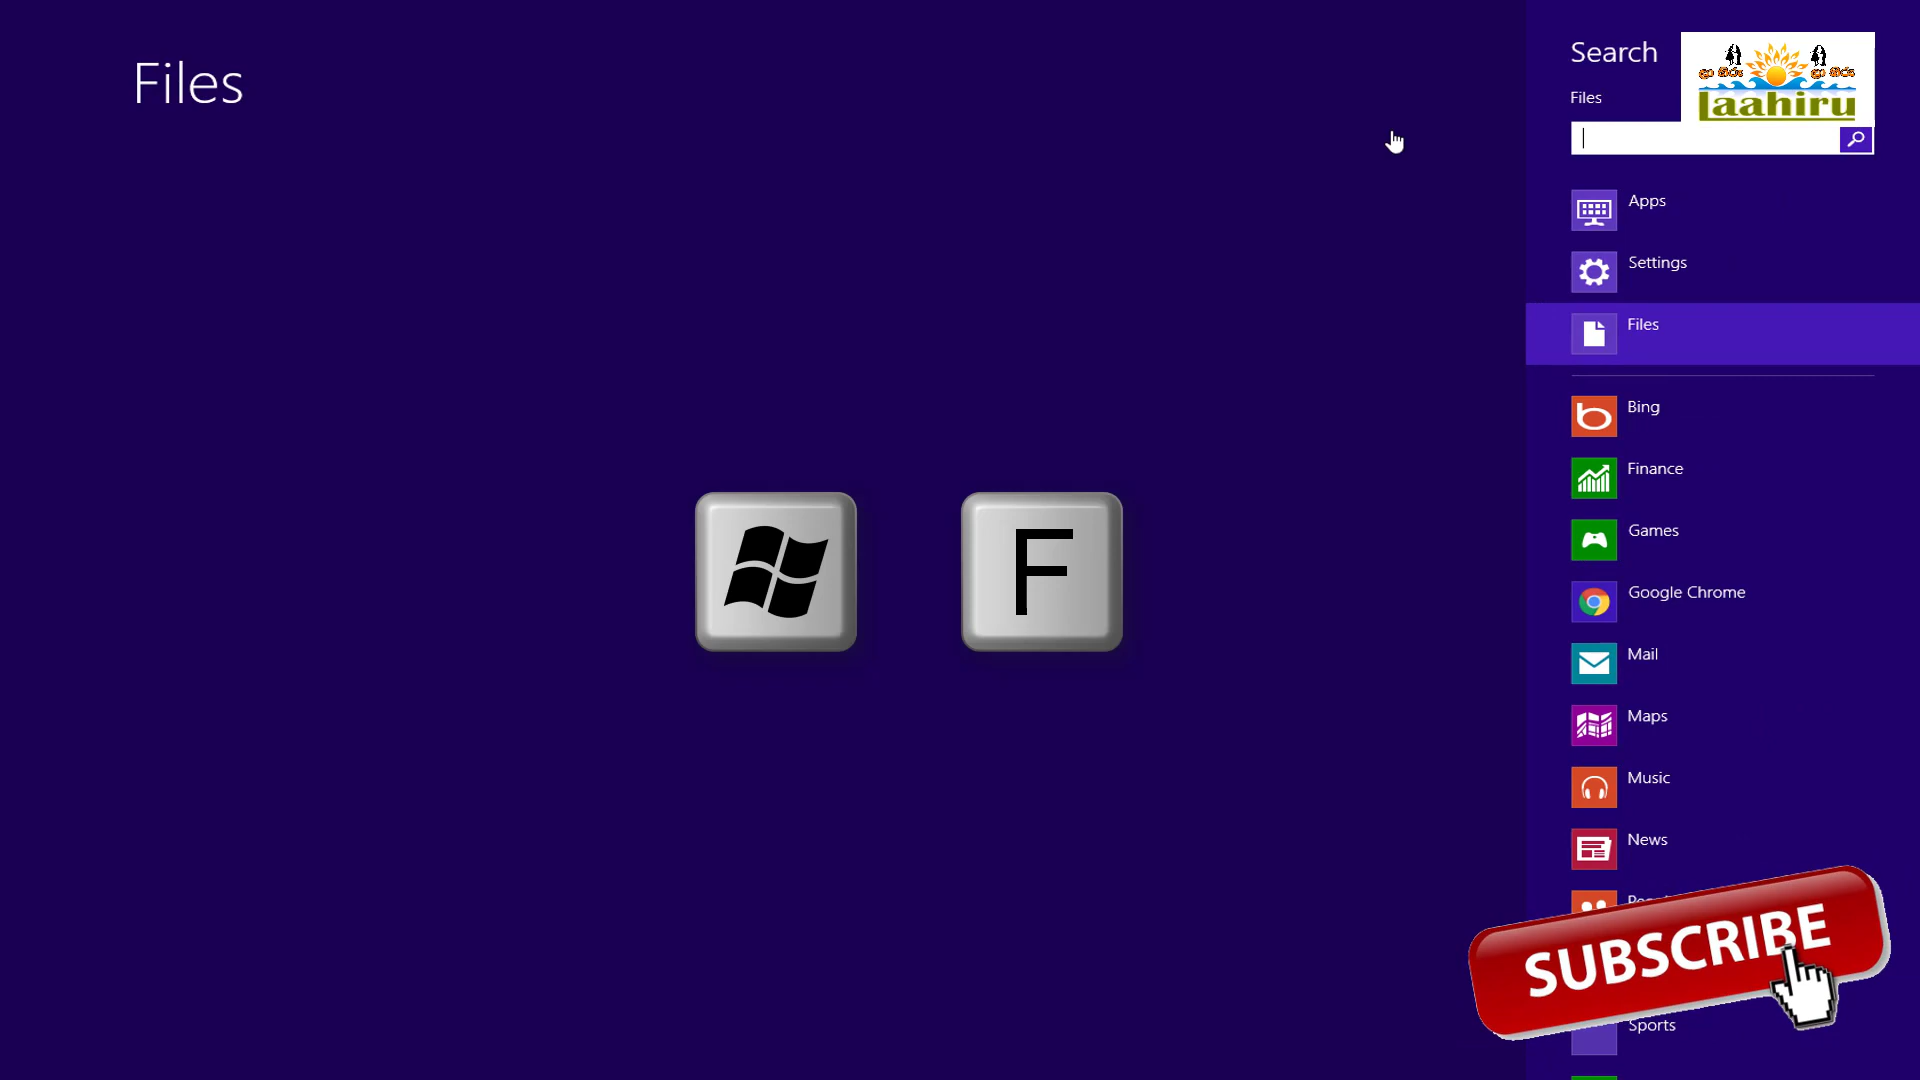 Files
Search
ලා හිරු
ලා හිරු
laahiru
Files
Apps
Settings
Files
Bing
Finance
Games
F
Google Chrome
Mail
Maps
Music
News
SUBSCRIBE
Sports